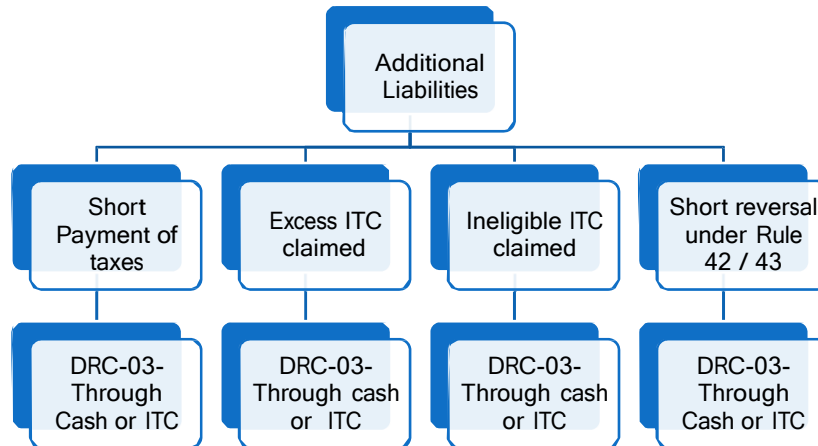 Additional
Liabilities
Short
Payment of
taxes
Excess ITC
claimed
Ineligible ITC
claimed
Short reversal
under Rule
42 / 43
DRC-03-
Through
Cash or ITC
DRC-03-
Through cash
or ITC
DRC-03-
Through cash
or ITC
DRC-03-
Through
Cash or ITC